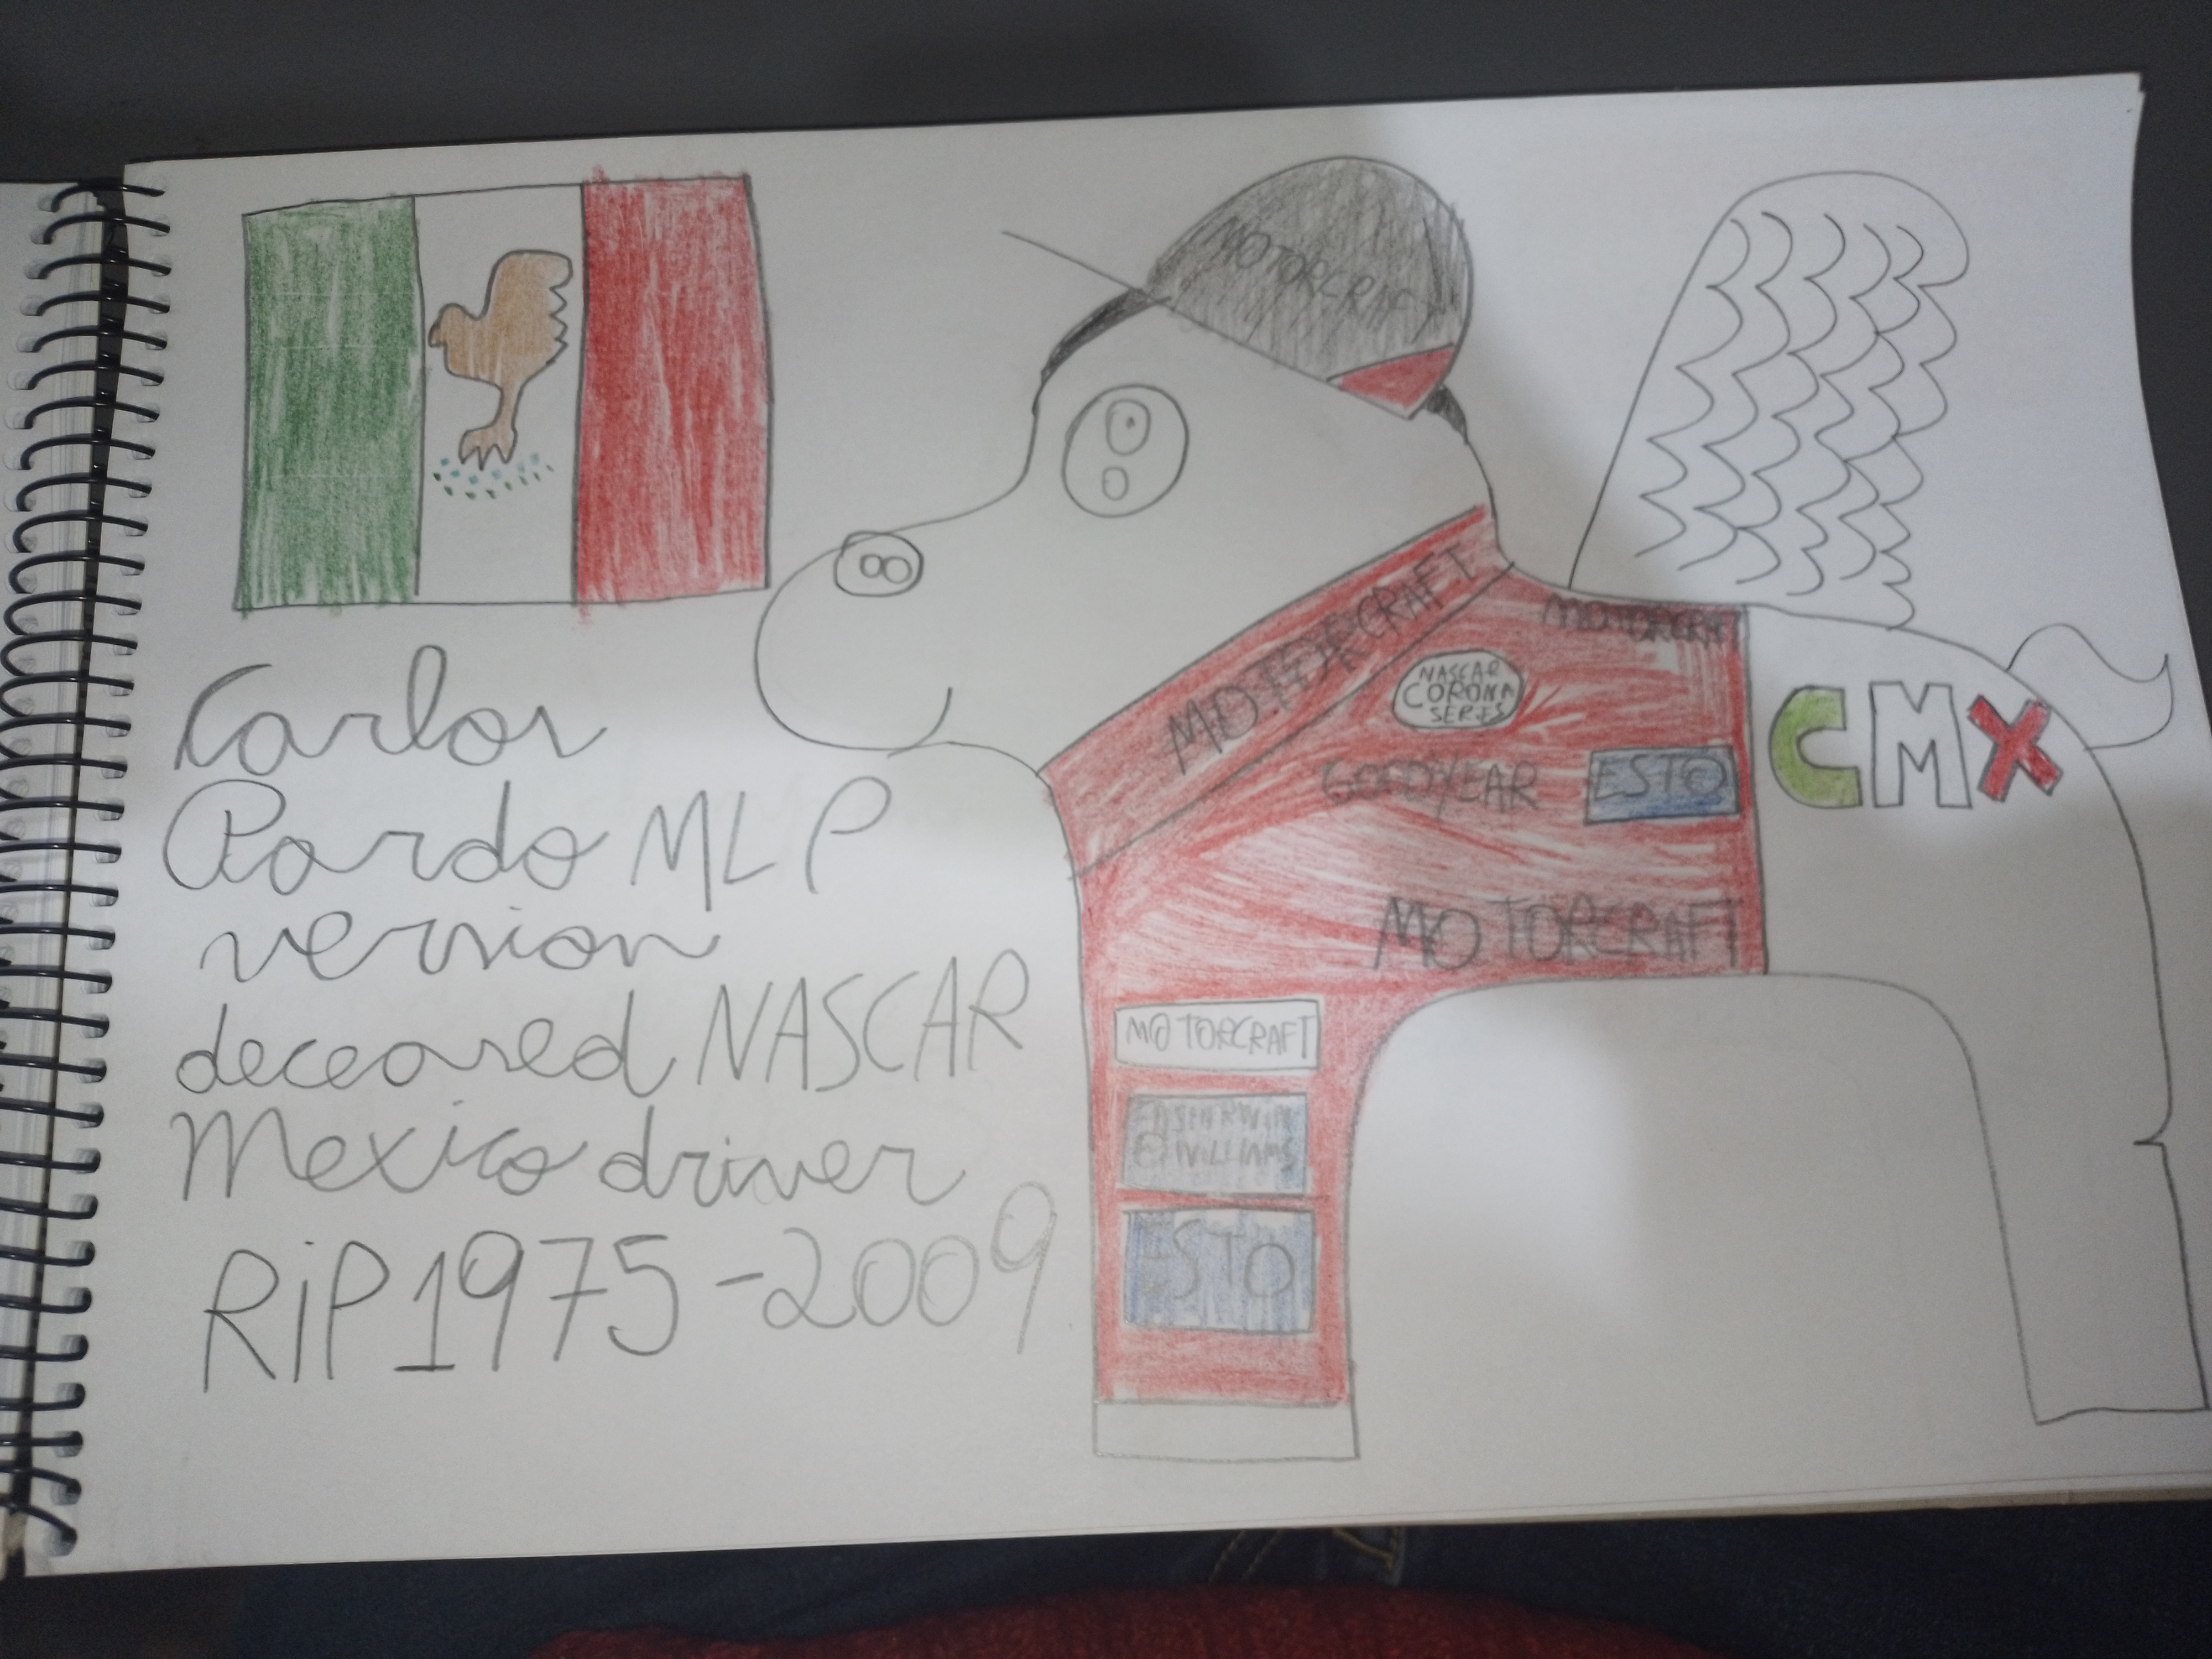 Carlos
Pardo MLP
version
deceased NASCAR
Mexico driver
RiP 1975-2009
MOTORCRAFT
MOTORCRAFT
MOTORCRAFT
NASCAR
CORONA
SERIES
GOODYEAR
ESTO
CMX
MOTORCRAFT
MOTORCRAFT
SHERWIN
WILLIAMS
ESTO